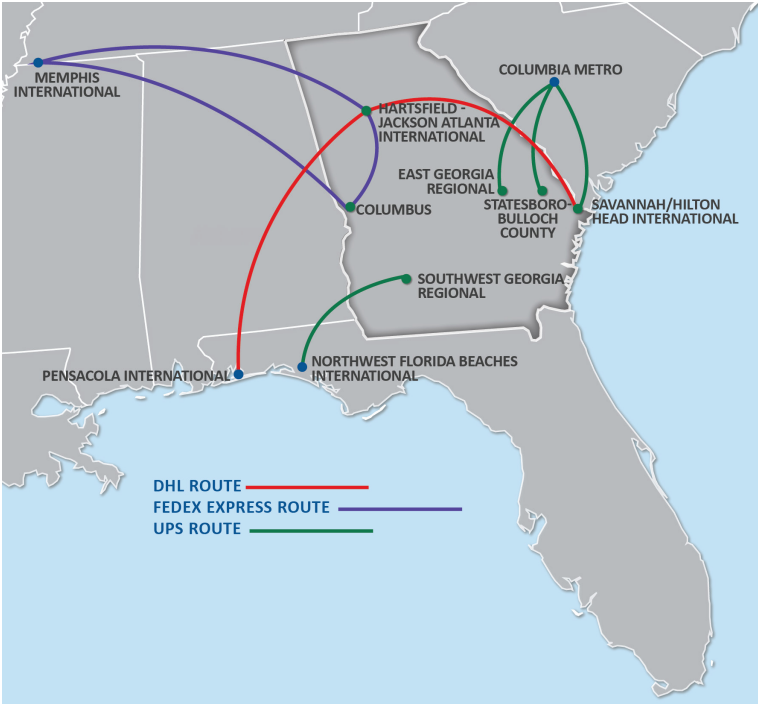 MEMPHIS
INTERNATIONAL
COLUMBIA METRO
HARTSFIELD -
JACKSON ATLANTA
INTERNATIONAL
EAST GEORGIA
REGIONAL
STATESBORO-
BULLOCH
COUNTY
SAVANNAH/HILTON
HEAD INTERNATIONAL
COLUMBUS
SOUTHWEST GEORGIA
REGIONAL
PENSACOLA INTERNATIONAL
NORTHWEST FLORIDA BEACHES
INTERNATIONAL
DHL ROUTE
FEDEX EXPRESS ROUTE
UPS ROUTE